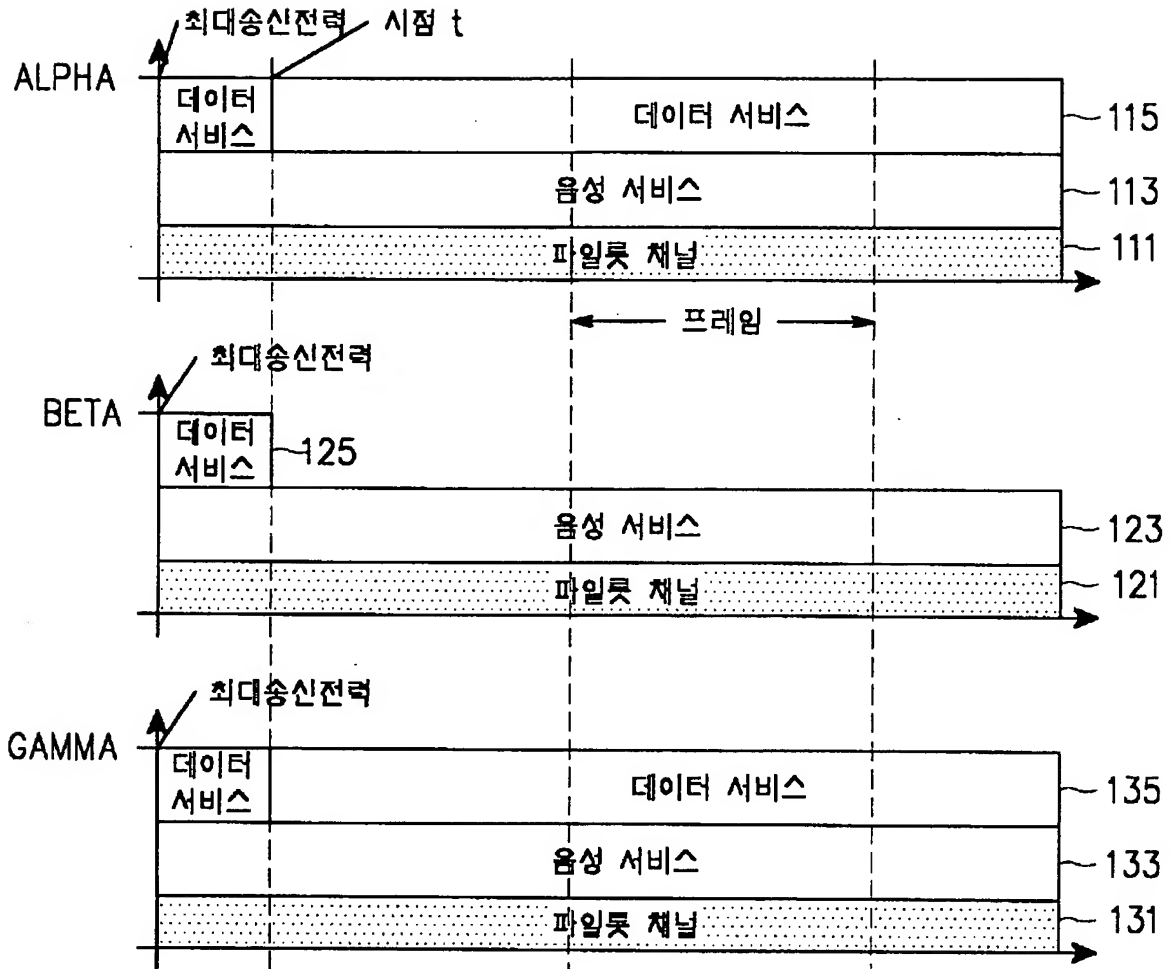 최대송신전력 시점 t
ALPHA
데이터
서비스
데이터 서비스
115
음성 서비스
113
파일롯 채널
111
프레임
최대송신전력
BETA
데이터
서비스
125
음성 서비스
123
파일롯 채널
121
최대송신전력
GAMMA
데이터
서비스
데이터 서비스
135
음성 서비스
133
파일롯 채널
131